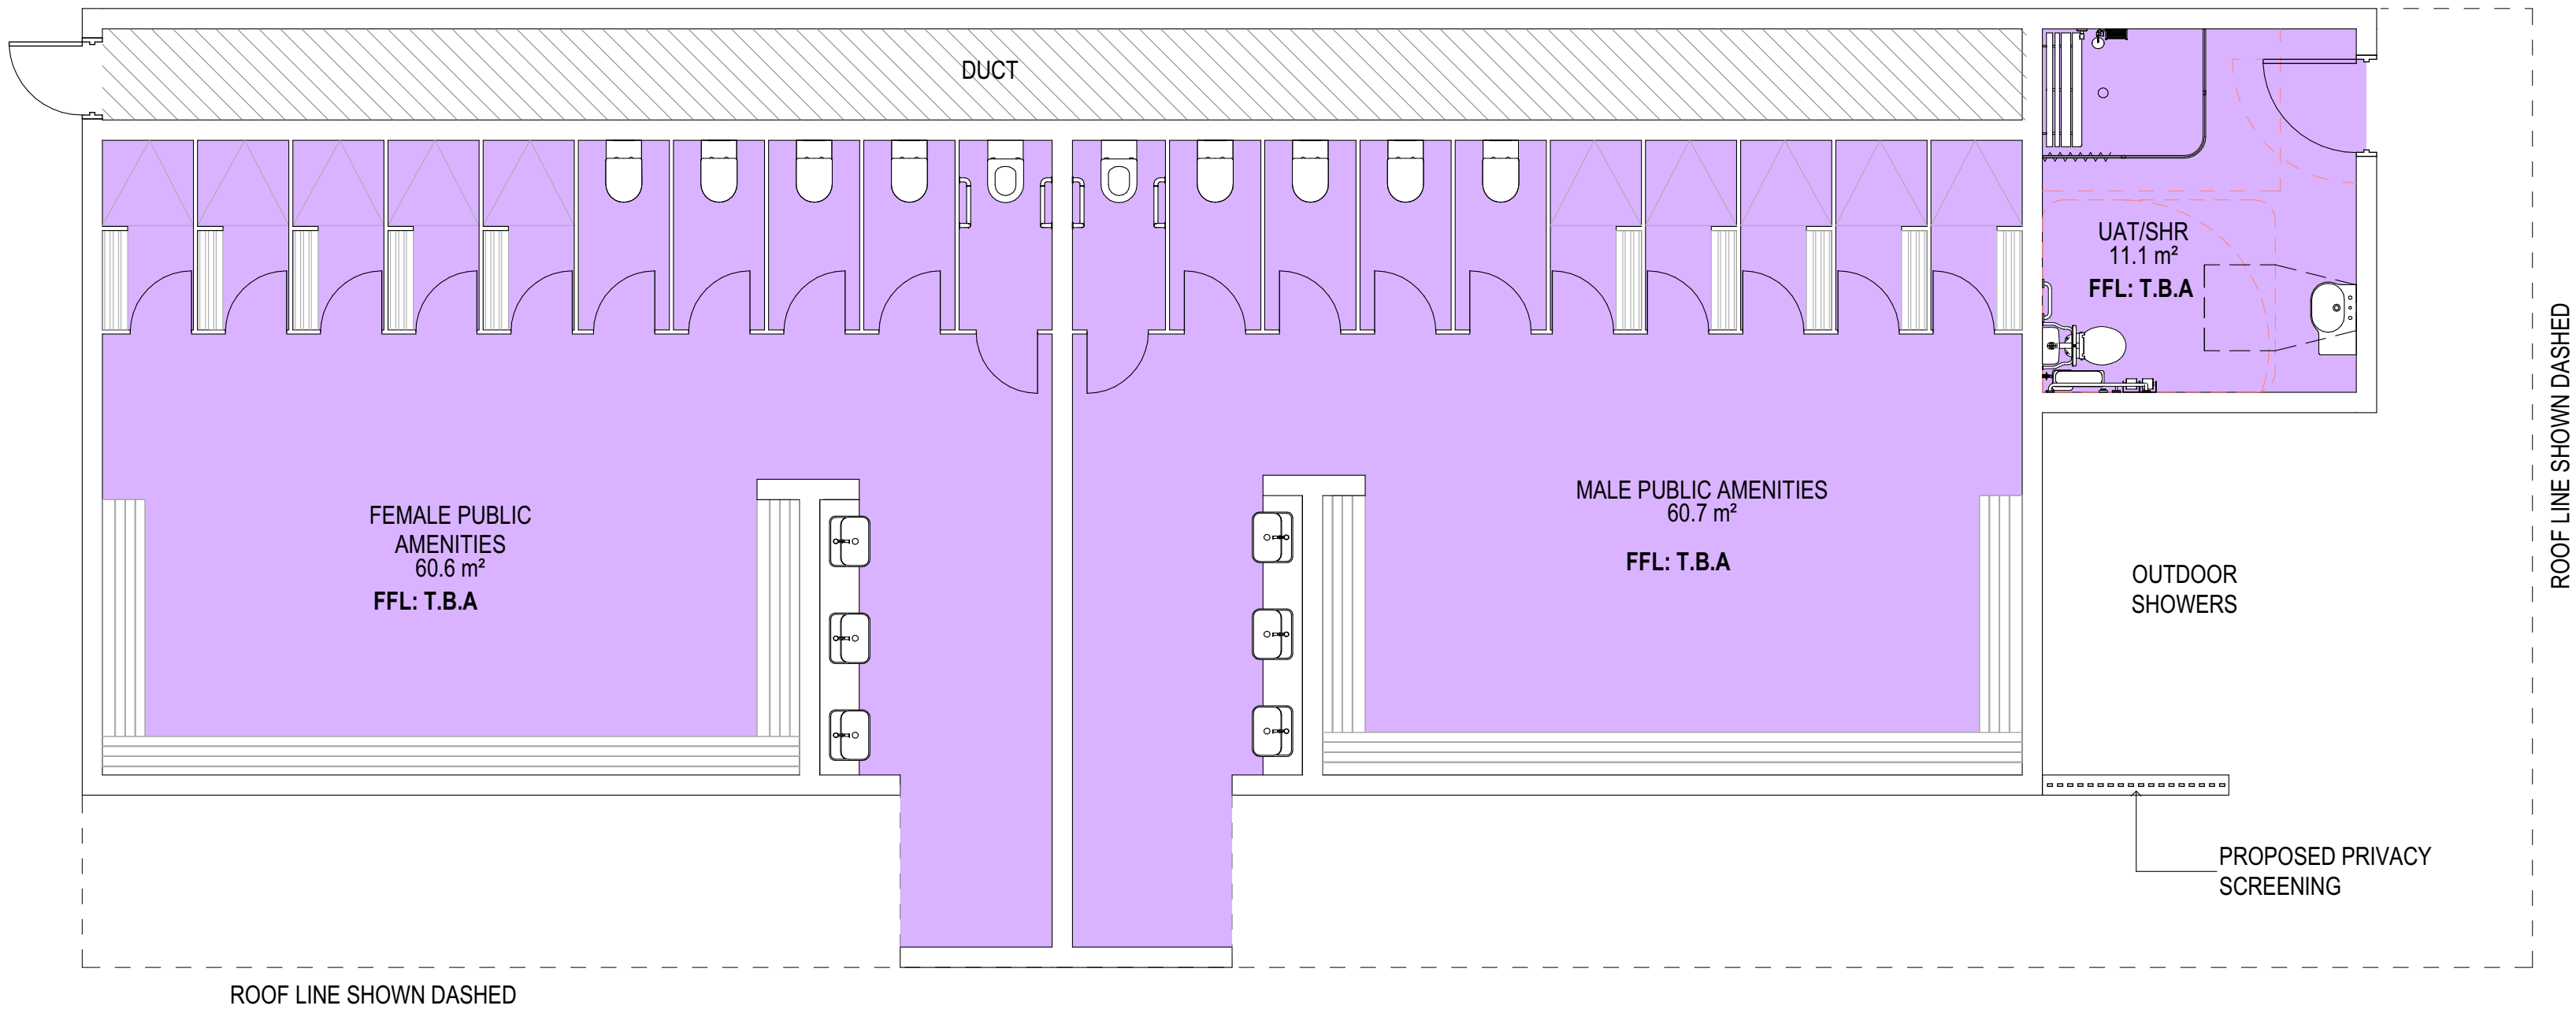 DUCT
UAT/SHR
11.1 m²
FFL: T.B.A
FEMALE PUBLIC
AMENITIES
60.6 m²
FFL: T.B.A
MALE PUBLIC AMENITIES
60.7 m²
FFL: T.B.A
OUTDOOR
SHOWERS
ROOF LINE SHOWN DASHED
PROPOSED PRIVACY
SCREENING
ROOF LINE SHOWN DASHED